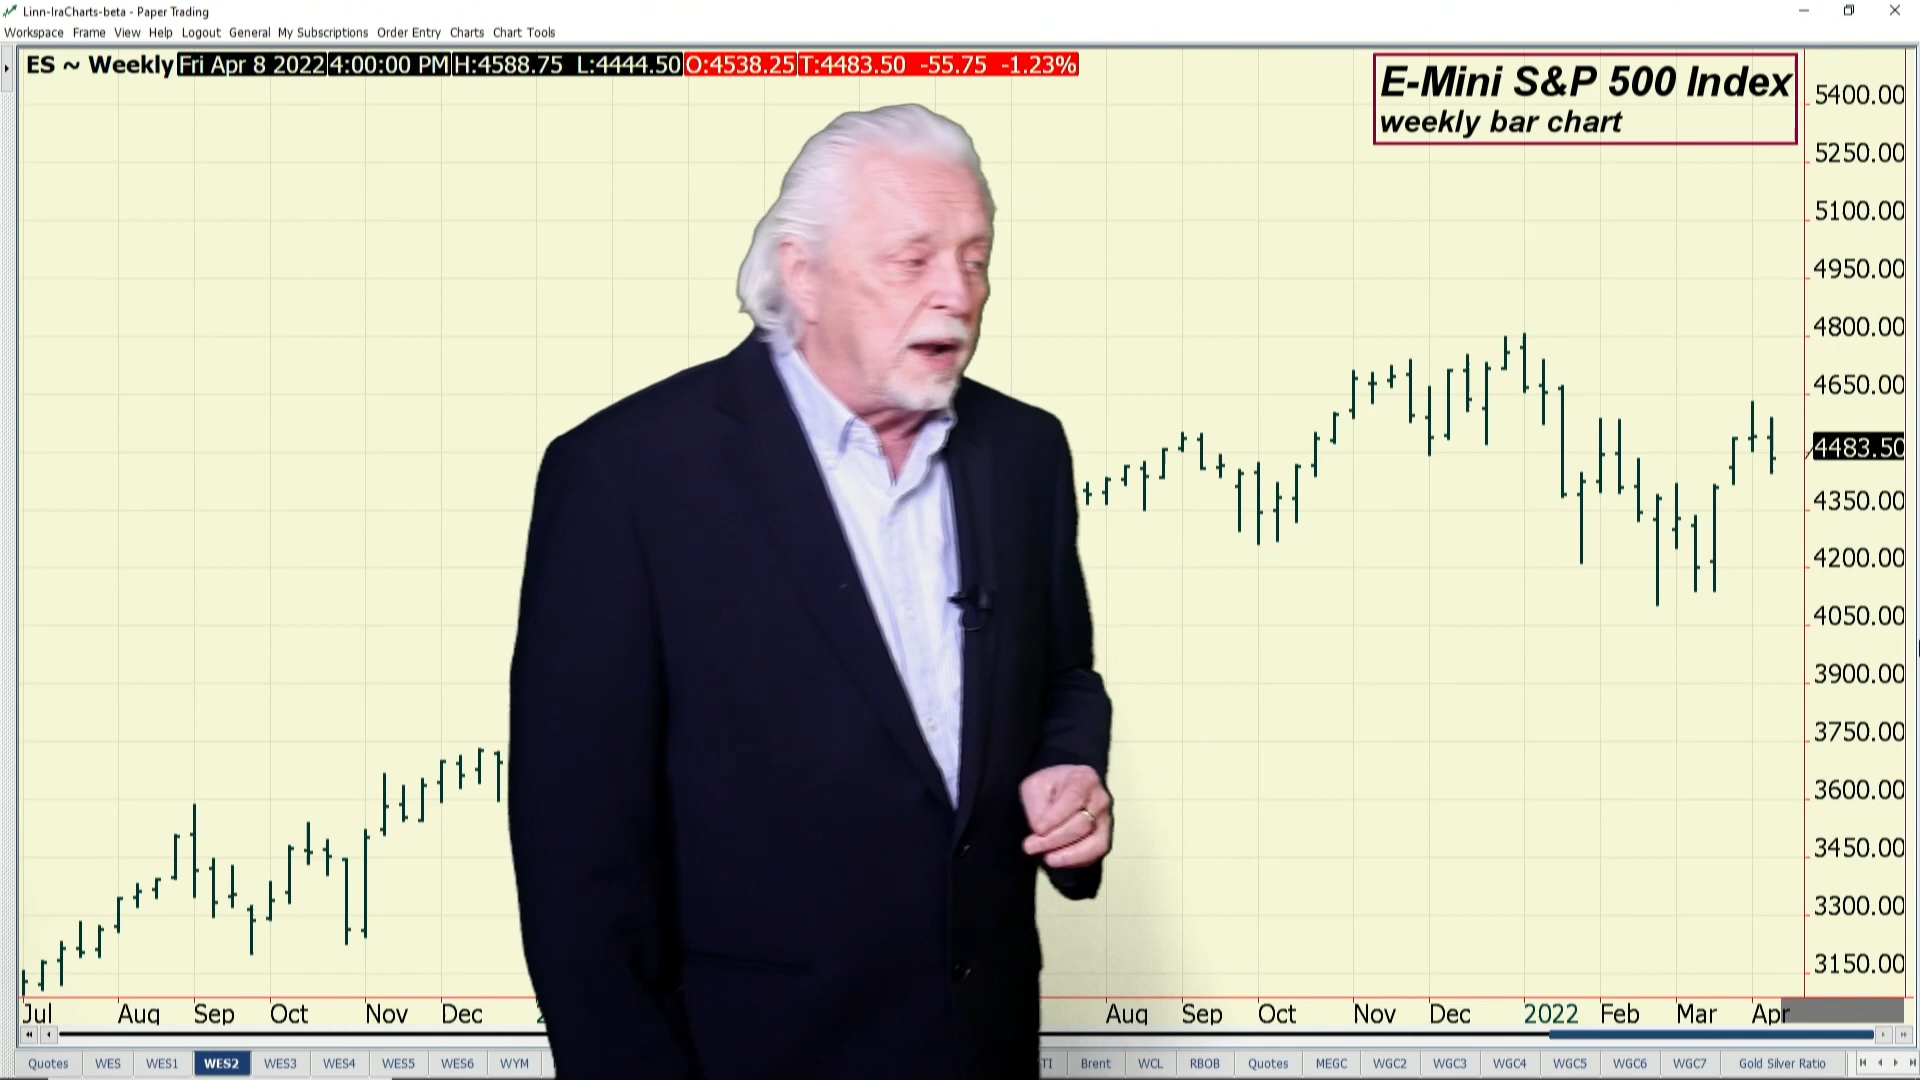 Linn-IraCharts-beta - Paper Trading
Workspace Frame View Help Logout General My Subscriptions Order Entry Charts Chart Tools
ES ~ Weekly Fri Apr 8 2022 4:00:00 PM H:4588.75 L:4444.50 O:4538.25 T:4483.50 -55.75 -1.23%
E-Mini S&P 500 Index
weekly bar chart
5400.00
5250.00
5100.00
4950.00
4800.00
4650.00
4483.50
4350.00
4200.00
4050.00
3900.00
3750.00
3600.00
3450.00
3300.00
3150.00
Jul Aug Sep Oct Nov Dec Aug Sep Oct Nov Dec 2022 Feb Mar Apr
Quotes WES WES1 WES2 WES3 WES4 WES5 WES6 WYM TI Brent WCL RBOB Quotes MEGC WGC2 WGC3 WGC4 WGC5 WGC6 WGC7 Gold Silver Ratio